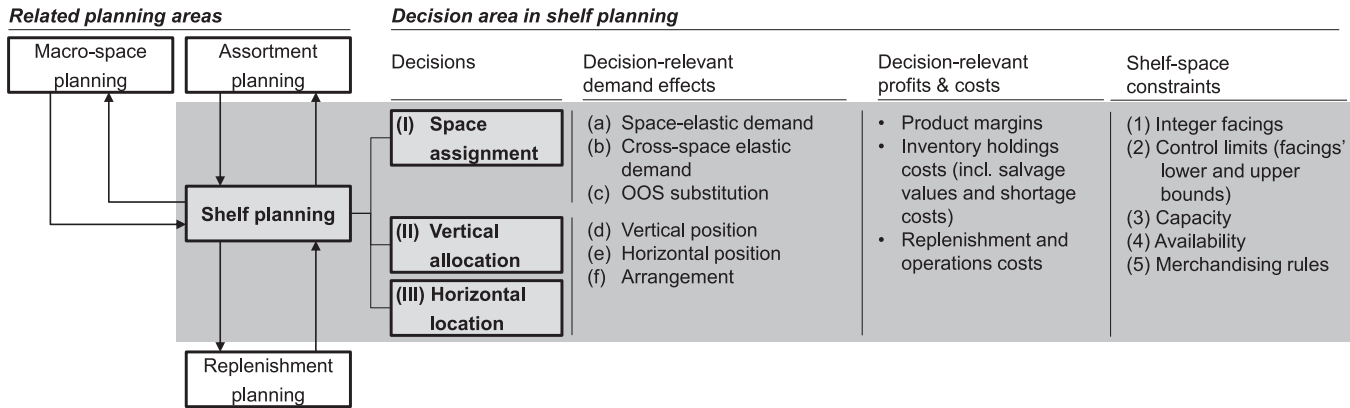 Related planning areas
Decision area in shelf planning
Macro-space
planning
Assortment
planning
Shelf planning
Replenishment
planning
Decisions
(I) Space
assignment
(II) Vertical
allocation
(III) Horizontal
location
Decision-relevant
demand effects
(a) Space-elastic demand
(b) Cross-space elastic
demand
(c) OOS substitution
(d) Vertical position
(e) Horizontal position
(f) Arrangement
Decision-relevant
profits & costs
• Product margins
• Inventory holdings
costs (incl. salvage
values and shortage
costs)
• Replenishment and
operations costs
Shelf-space
constraints
(1) Integer facings
(2) Control limits (facings'
lower and upper
bounds)
(3) Capacity
(4) Availability
(5) Merchandising rules